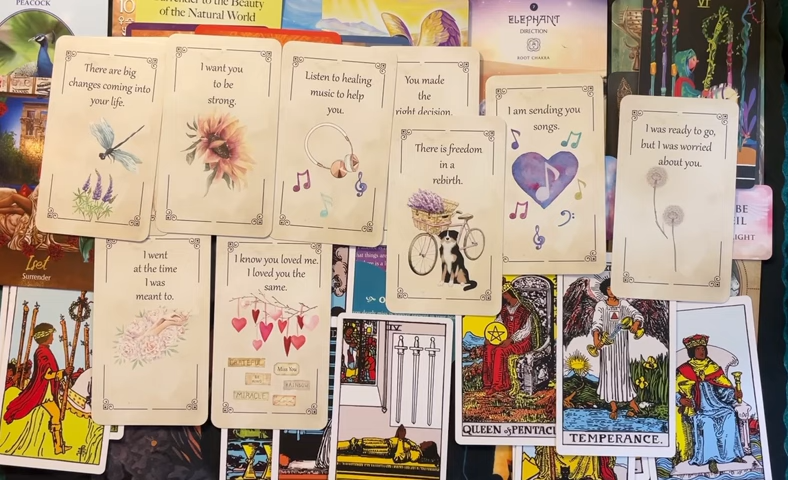 PEACOCK
10
Surrender to the Beauty
of the Natural World
ELEPHANT
DIRECTION
ROOT CHAKRA
VI
There are big
changes coming into
your life.
I want you
to be
strong.
Listen to healing
music to help
you.
You made
the
right decision.
There is freedom
in a
rebirth.
I am sending you
songs.
I was ready to go,
but I was worried
about you.
Surrender
I went
at the time
I was
meant to.
I know you loved me.
I loved you the
same.
Miss You
IV
QUEEN of PENTACL
TEMPERANCE.